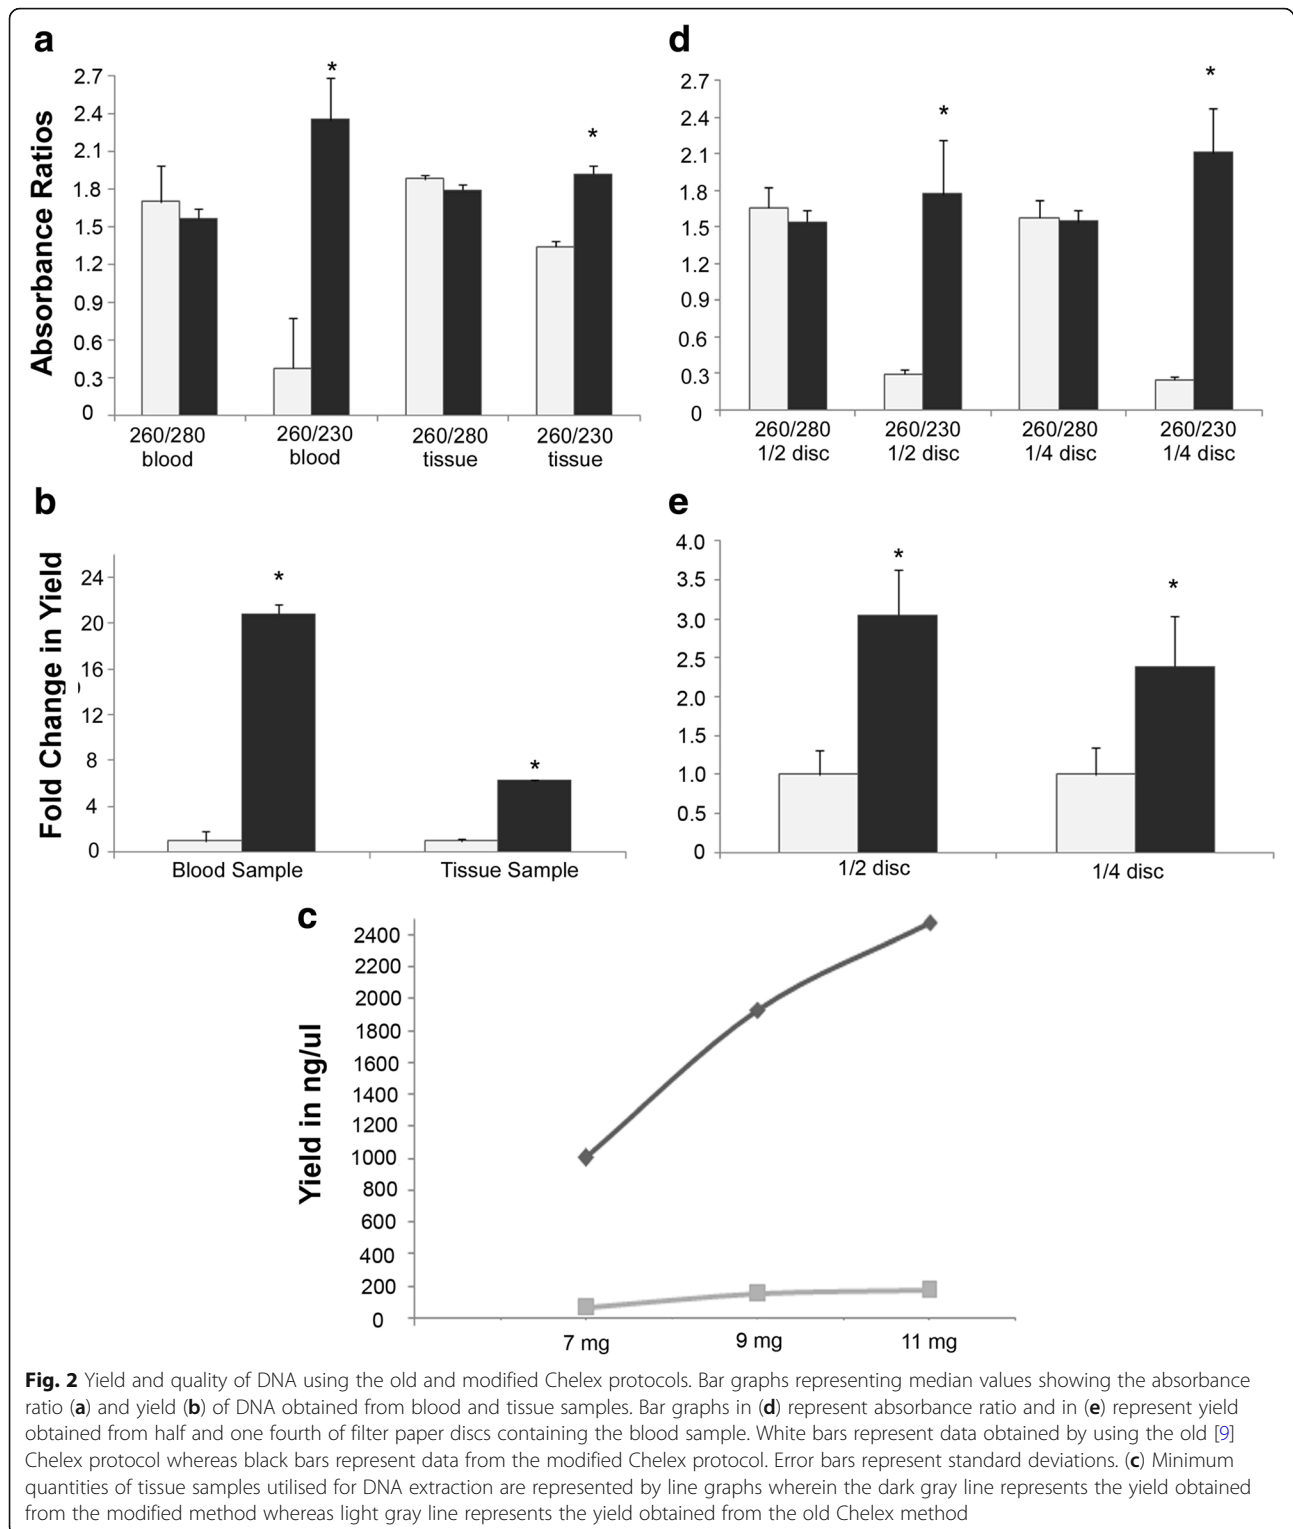 a
Absorbance Ratios
2.7
2.4
2.1
1.8
1.5
1.2
0.9
0.6
0.3
0
*
*
260/280 260/230 260/280 260/230
blood blood tissue tissue
d
2.7
2.4
2.1
1.8
1.5
1.2
0.9
0.6
0.3
0
*
*
260/280 260/230 260/280 260/230
1/2 disc 1/2 disc 1/4 disc 1/4 disc
b
Fold Change in Yield
24
20
16
12
8
4
0
*
*
Blood Sample Tissue Sample
e
4.0
3.5
3.0
2.5
2.0
1.5
1.0
0.5
0
*
*
1/2 disc 1/4 disc
c
Yield in ng/ul
2400
2200
2000
1800
1600
1400
1200
1000
800
600
400
200
0
7 mg 9 mg 11 mg
Fig. 2 Yield and quality of DNA using the old and modified Chelex protocols. Bar graphs representing median values showing the absorbance
ratio (a) and yield (b) of DNA obtained from blood and tissue samples. Bar graphs in (d) represent absorbance ratio and in (e) represent yield
obtained from half and one fourth of filter paper discs containing the blood sample. White bars represent data obtained by using the old [9]
Chelex protocol whereas black bars represent data from the modified Chelex protocol. Error bars represent standard deviations. (c) Minimum
quantities of tissue samples utilised for DNA extraction are represented by line graphs wherein the dark gray line represents the yield obtained
from the modified method whereas light gray line represents the yield obtained from the old Chelex method